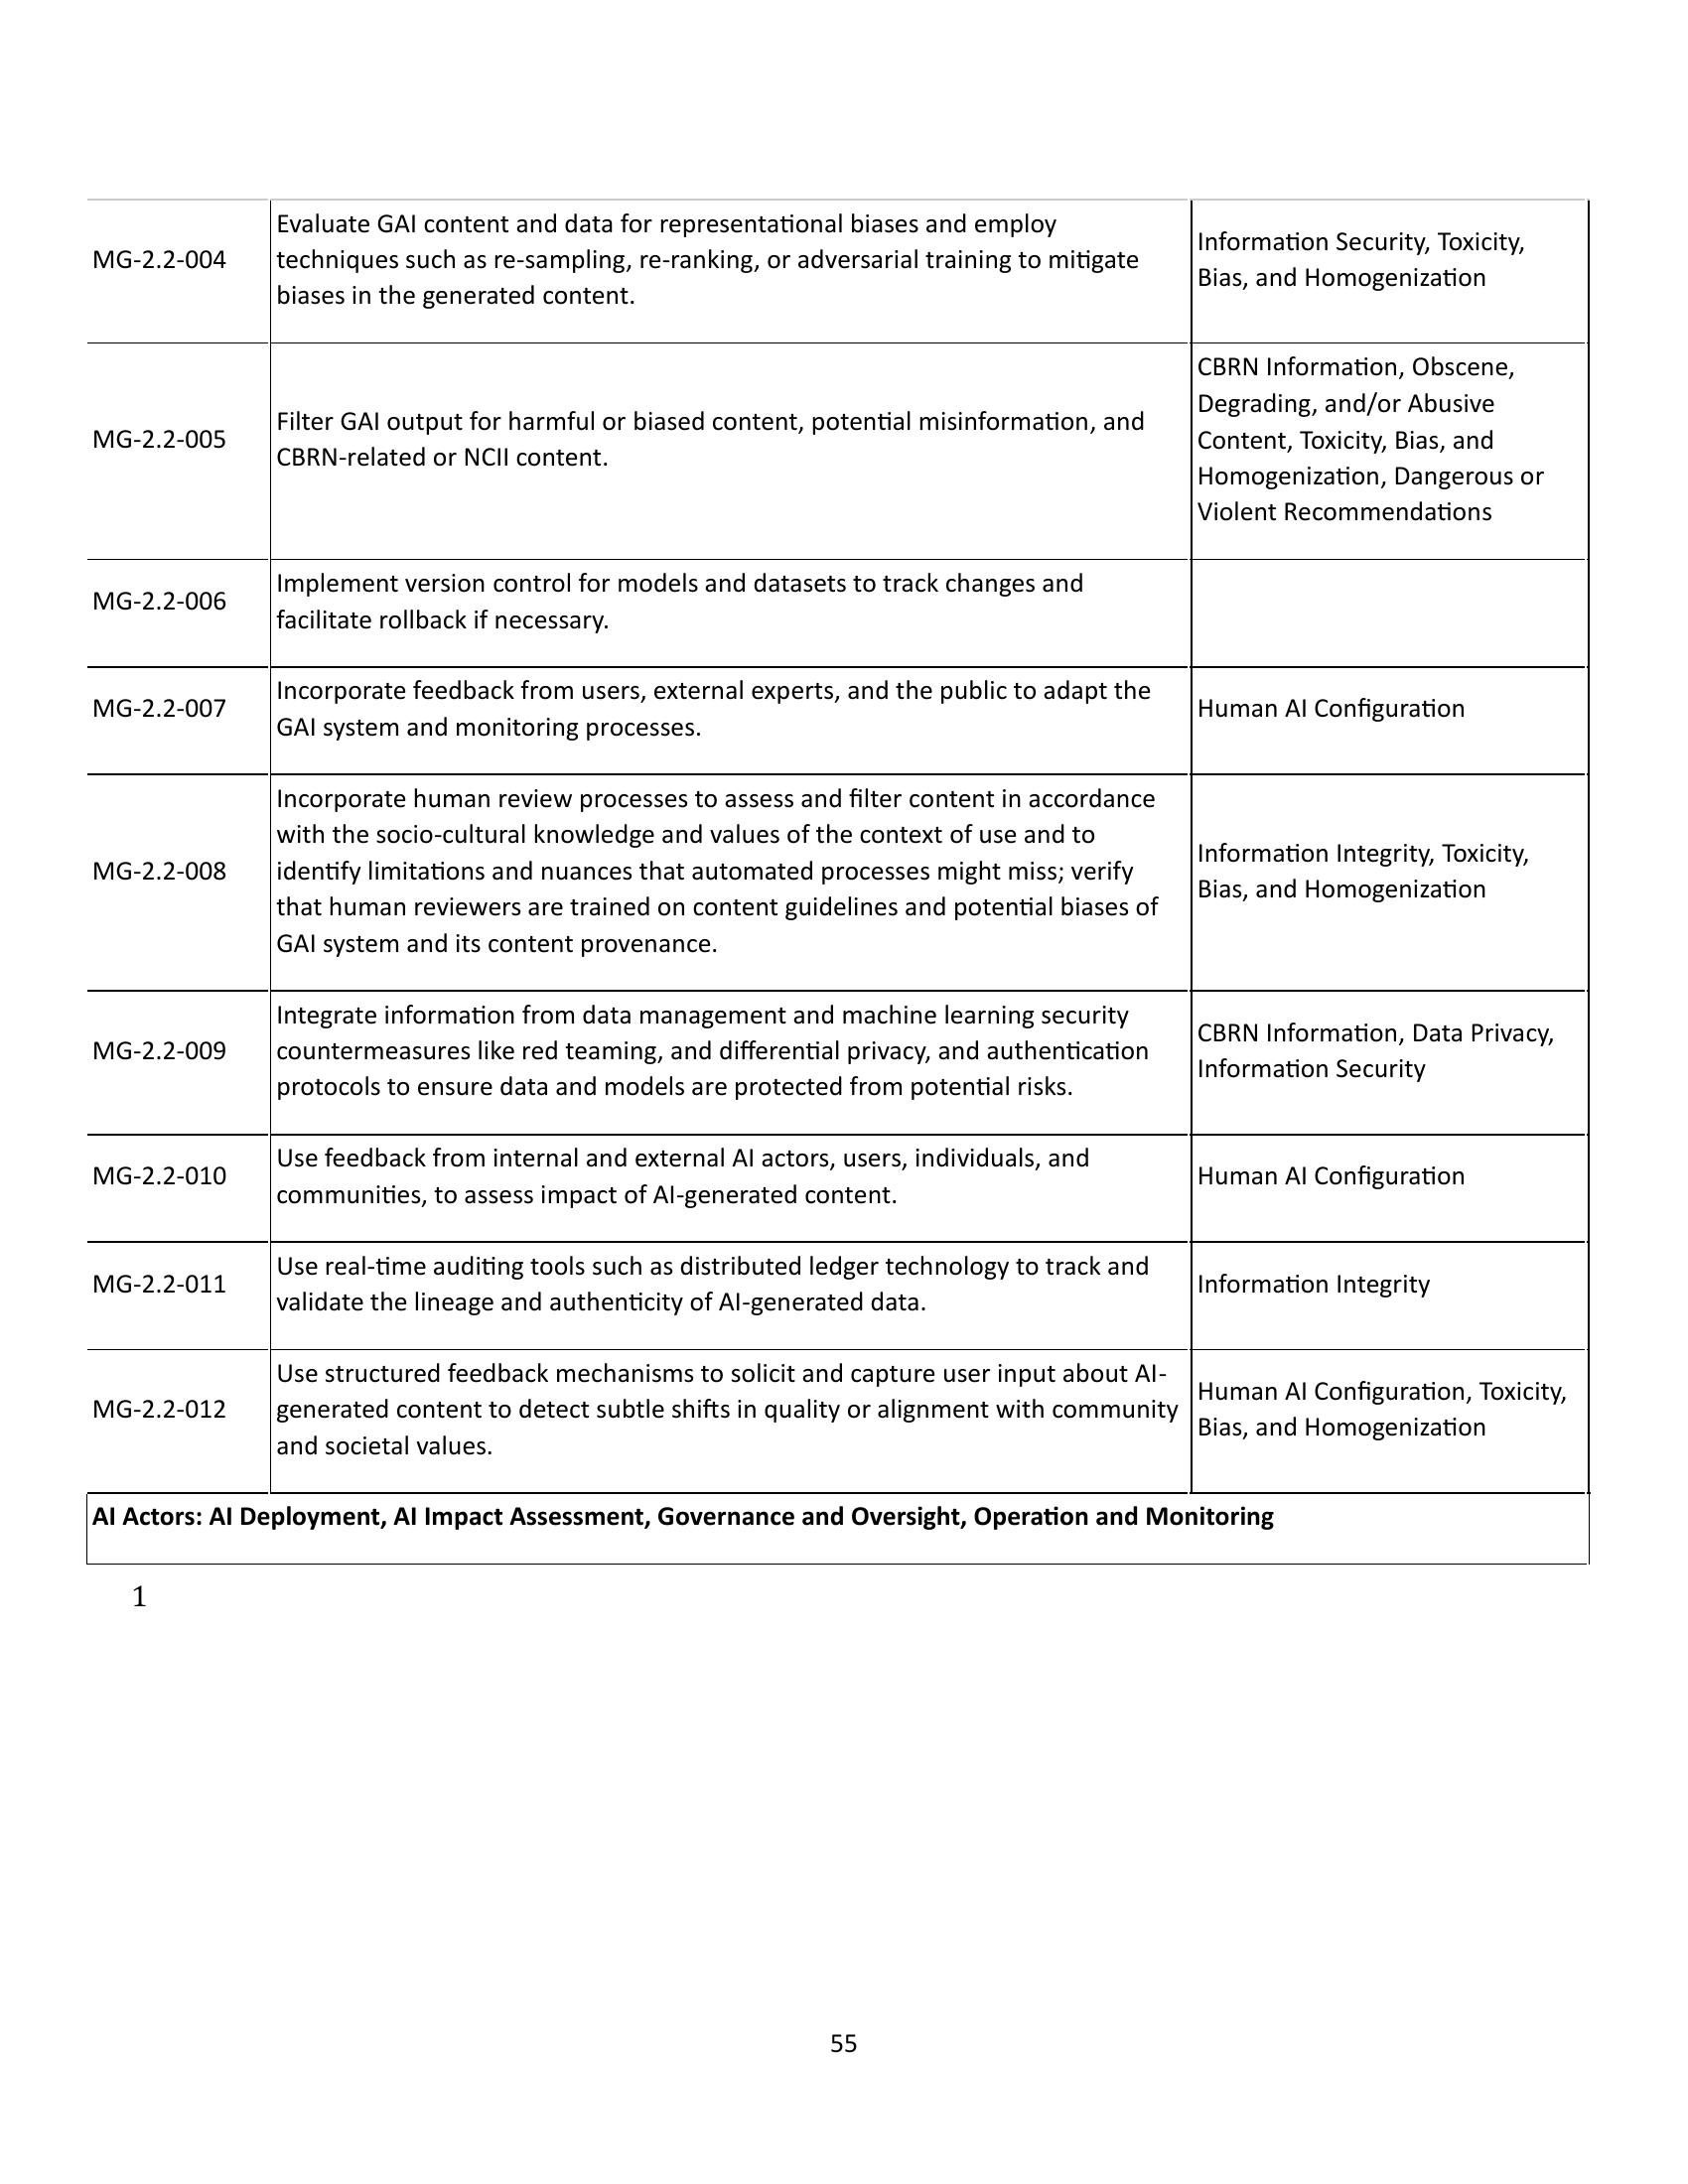 MG-2.2-004
Evaluate GAI content and data for representational biases and employ
techniques such as re-sampling, re-ranking, or adversarial training to mitigate
biases in the generated content.
Information Security, Toxicity,
Bias, and Homogenization
MG-2.2-005
Filter GAI output for harmful or biased content, potential misinformation, and
CBRN-related or NCII content.
CBRN Information, Obscene,
Degrading, and/or Abusive
Content, Toxicity, Bias, and
Homogenization, Dangerous or
Violent Recommendations
MG-2.2-006
Implement version control for models and datasets to track changes and
facilitate rollback if necessary.
MG-2.2-007
Incorporate feedback from users, external experts, and the public to adapt the
GAI system and monitoring processes.
Human AI Configuration
MG-2.2-008
Incorporate human review processes to assess and filter content in accordance
with the socio-cultural knowledge and values of the context of use and to
identify limitations and nuances that automated processes might miss; verify
that human reviewers are trained on content guidelines and potential biases of
GAI system and its content provenance.
Information Integrity, Toxicity,
Bias, and Homogenization
MG-2.2-009
Integrate information from data management and machine learning security
countermeasures like red teaming, and differential privacy, and authentication
protocols to ensure data and models are protected from potential risks.
CBRN Information, Data Privacy,
Information Security
MG-2.2-010
Use feedback from internal and external AI actors, users, individuals, and
communities, to assess impact of AI-generated content.
Human AI Configuration
MG-2.2-011
Use real-time auditing tools such as distributed ledger technology to track and
validate the lineage and authenticity of AI-generated data.
Information Integrity
MG-2.2-012
Use structured feedback mechanisms to solicit and capture user input about AI-
generated content to detect subtle shifts in quality or alignment with community
and societal values.
Human AI Configuration, Toxicity,
Bias, and Homogenization
AI Actors: AI Deployment, AI Impact Assessment, Governance and Oversight, Operation and Monitoring
1
55